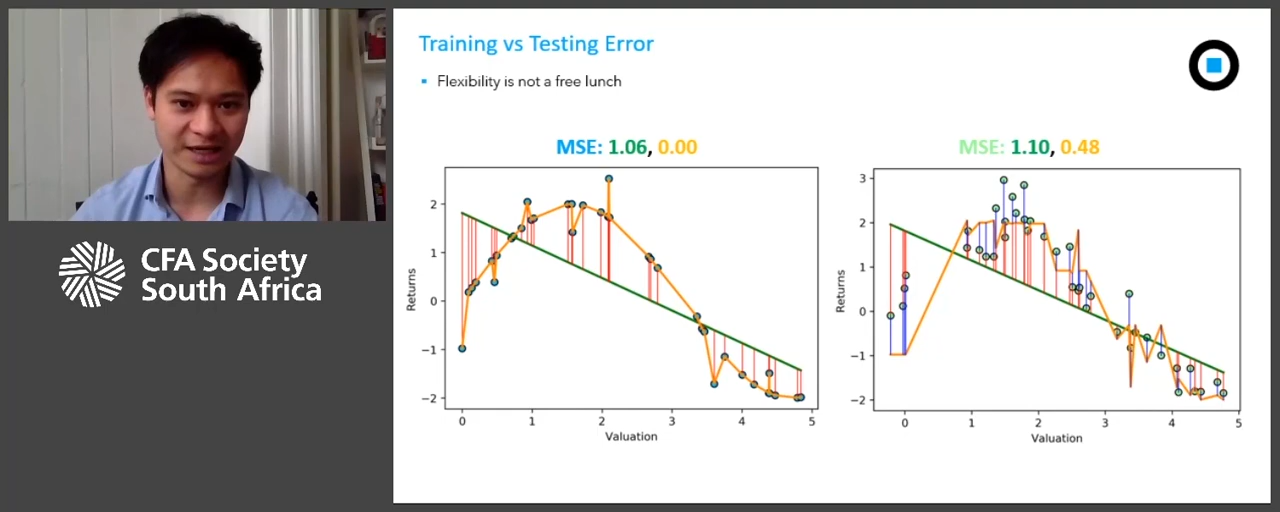 Training vs Testing Error
Flexibility is not a free lunch
MSE: 1.06, 0.00
2
1
0
−1
−2
Returns
0 1 2 3 4 5
Valuation
MSE: 1.10, 0.48
3
2
1
0
−1
−2
Returns
0 1 2 3 4 5
Valuation
CFA Society
South Africa